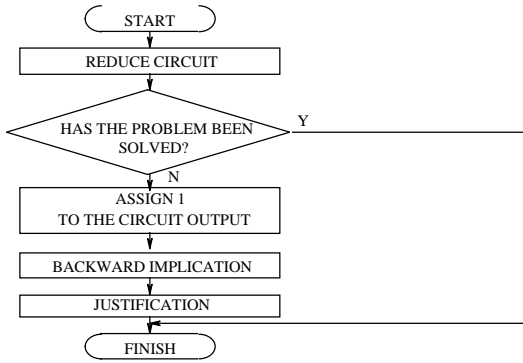 START
REDUCE CIRCUIT
HAS THE PROBLEM BEEN
SOLVED?
Y
N
ASSIGN 1
TO THE CIRCUIT OUTPUT
BACKWARD IMPLICATION
JUSTIFICATION
FINISH